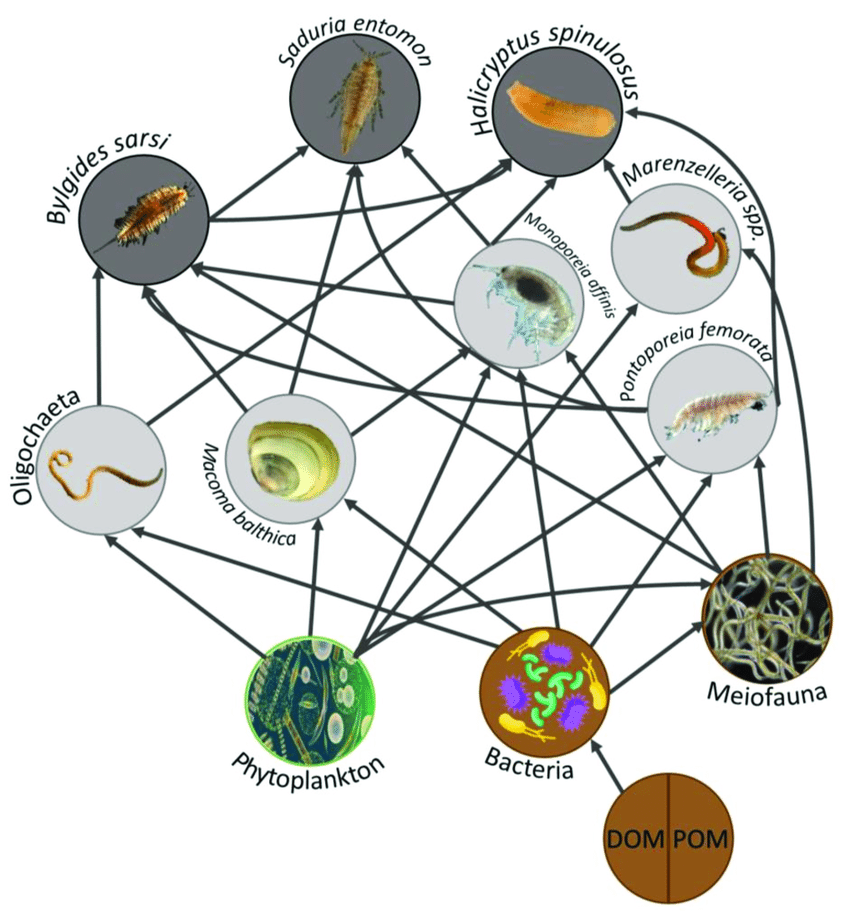 Saduria entomon
Halicryptus spinulosus
Bylgides sarsi
Marenzelleria spp.
Monoporeia affinis
Pontoporeia femorata
Oligochaeta
Macoma balthica
Meiofauna
Phytoplankton
Bacteria
DOM POM